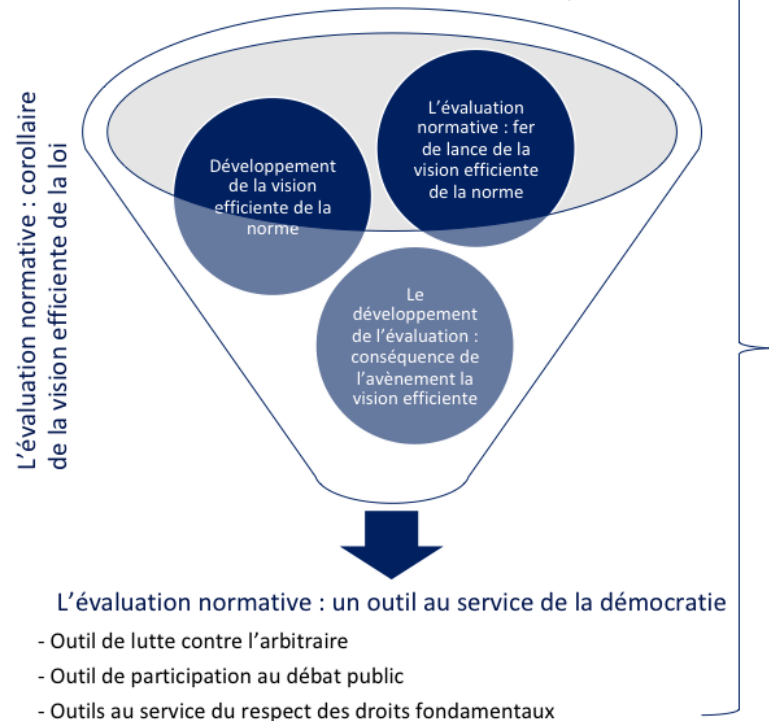 L'évaluation normative : corollaire
de la vision efficiente de la loi
Développement
de la vision
efficiente de la
norme
L'évaluation
normative : fer
de lance de la
vision efficiente
de la norme
Le
développement
de l'évaluation :
conséquence de
l'avènement la
vision efficiente
L'évaluation normative : un outil au service de la démocratie
- Outil de lutte contre l'arbitraire
- Outil de participation au débat public
- Outils au service du respect des droits fondamentaux